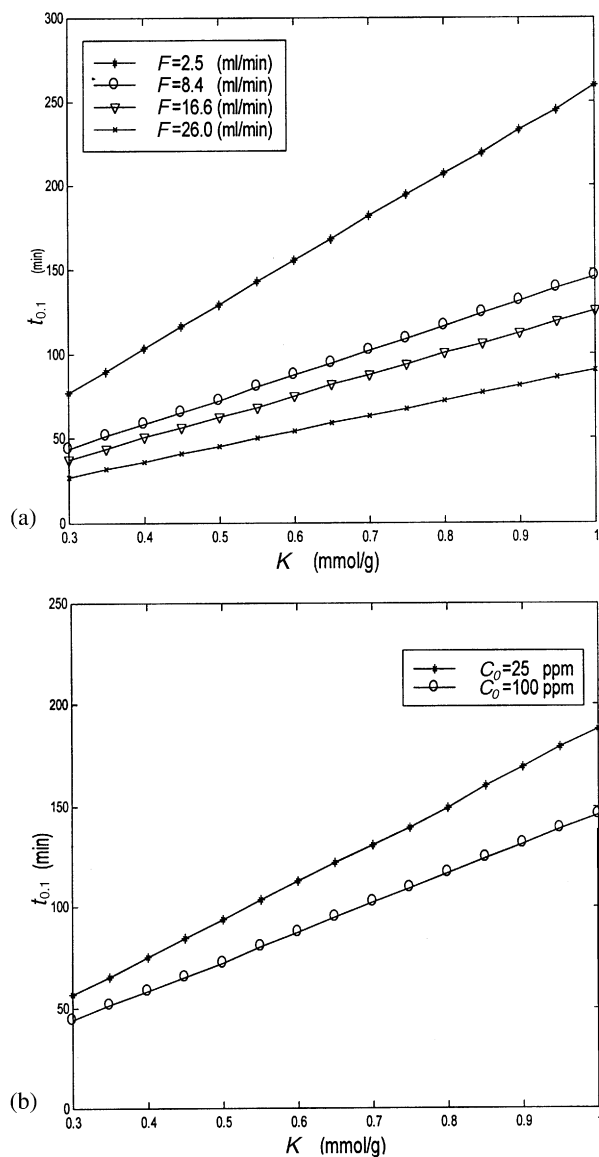 300
250
200
150
100
50
0
t0.1 (min)
F=2.5 (ml/min)
F=8.4 (ml/min)
F=16.6 (ml/min)
F=26.0 (ml/min)
(a)
0.3 0.4 0.5 0.6 0.7 0.8 0.9 1
K (mmol/g)
250
200
150
100
50
0
t0.1 (min)
C0=25 ppm
C0=100 ppm
(b)
0.3 0.4 0.5 0.6 0.7 0.8 0.9 1
K (mmol/g)